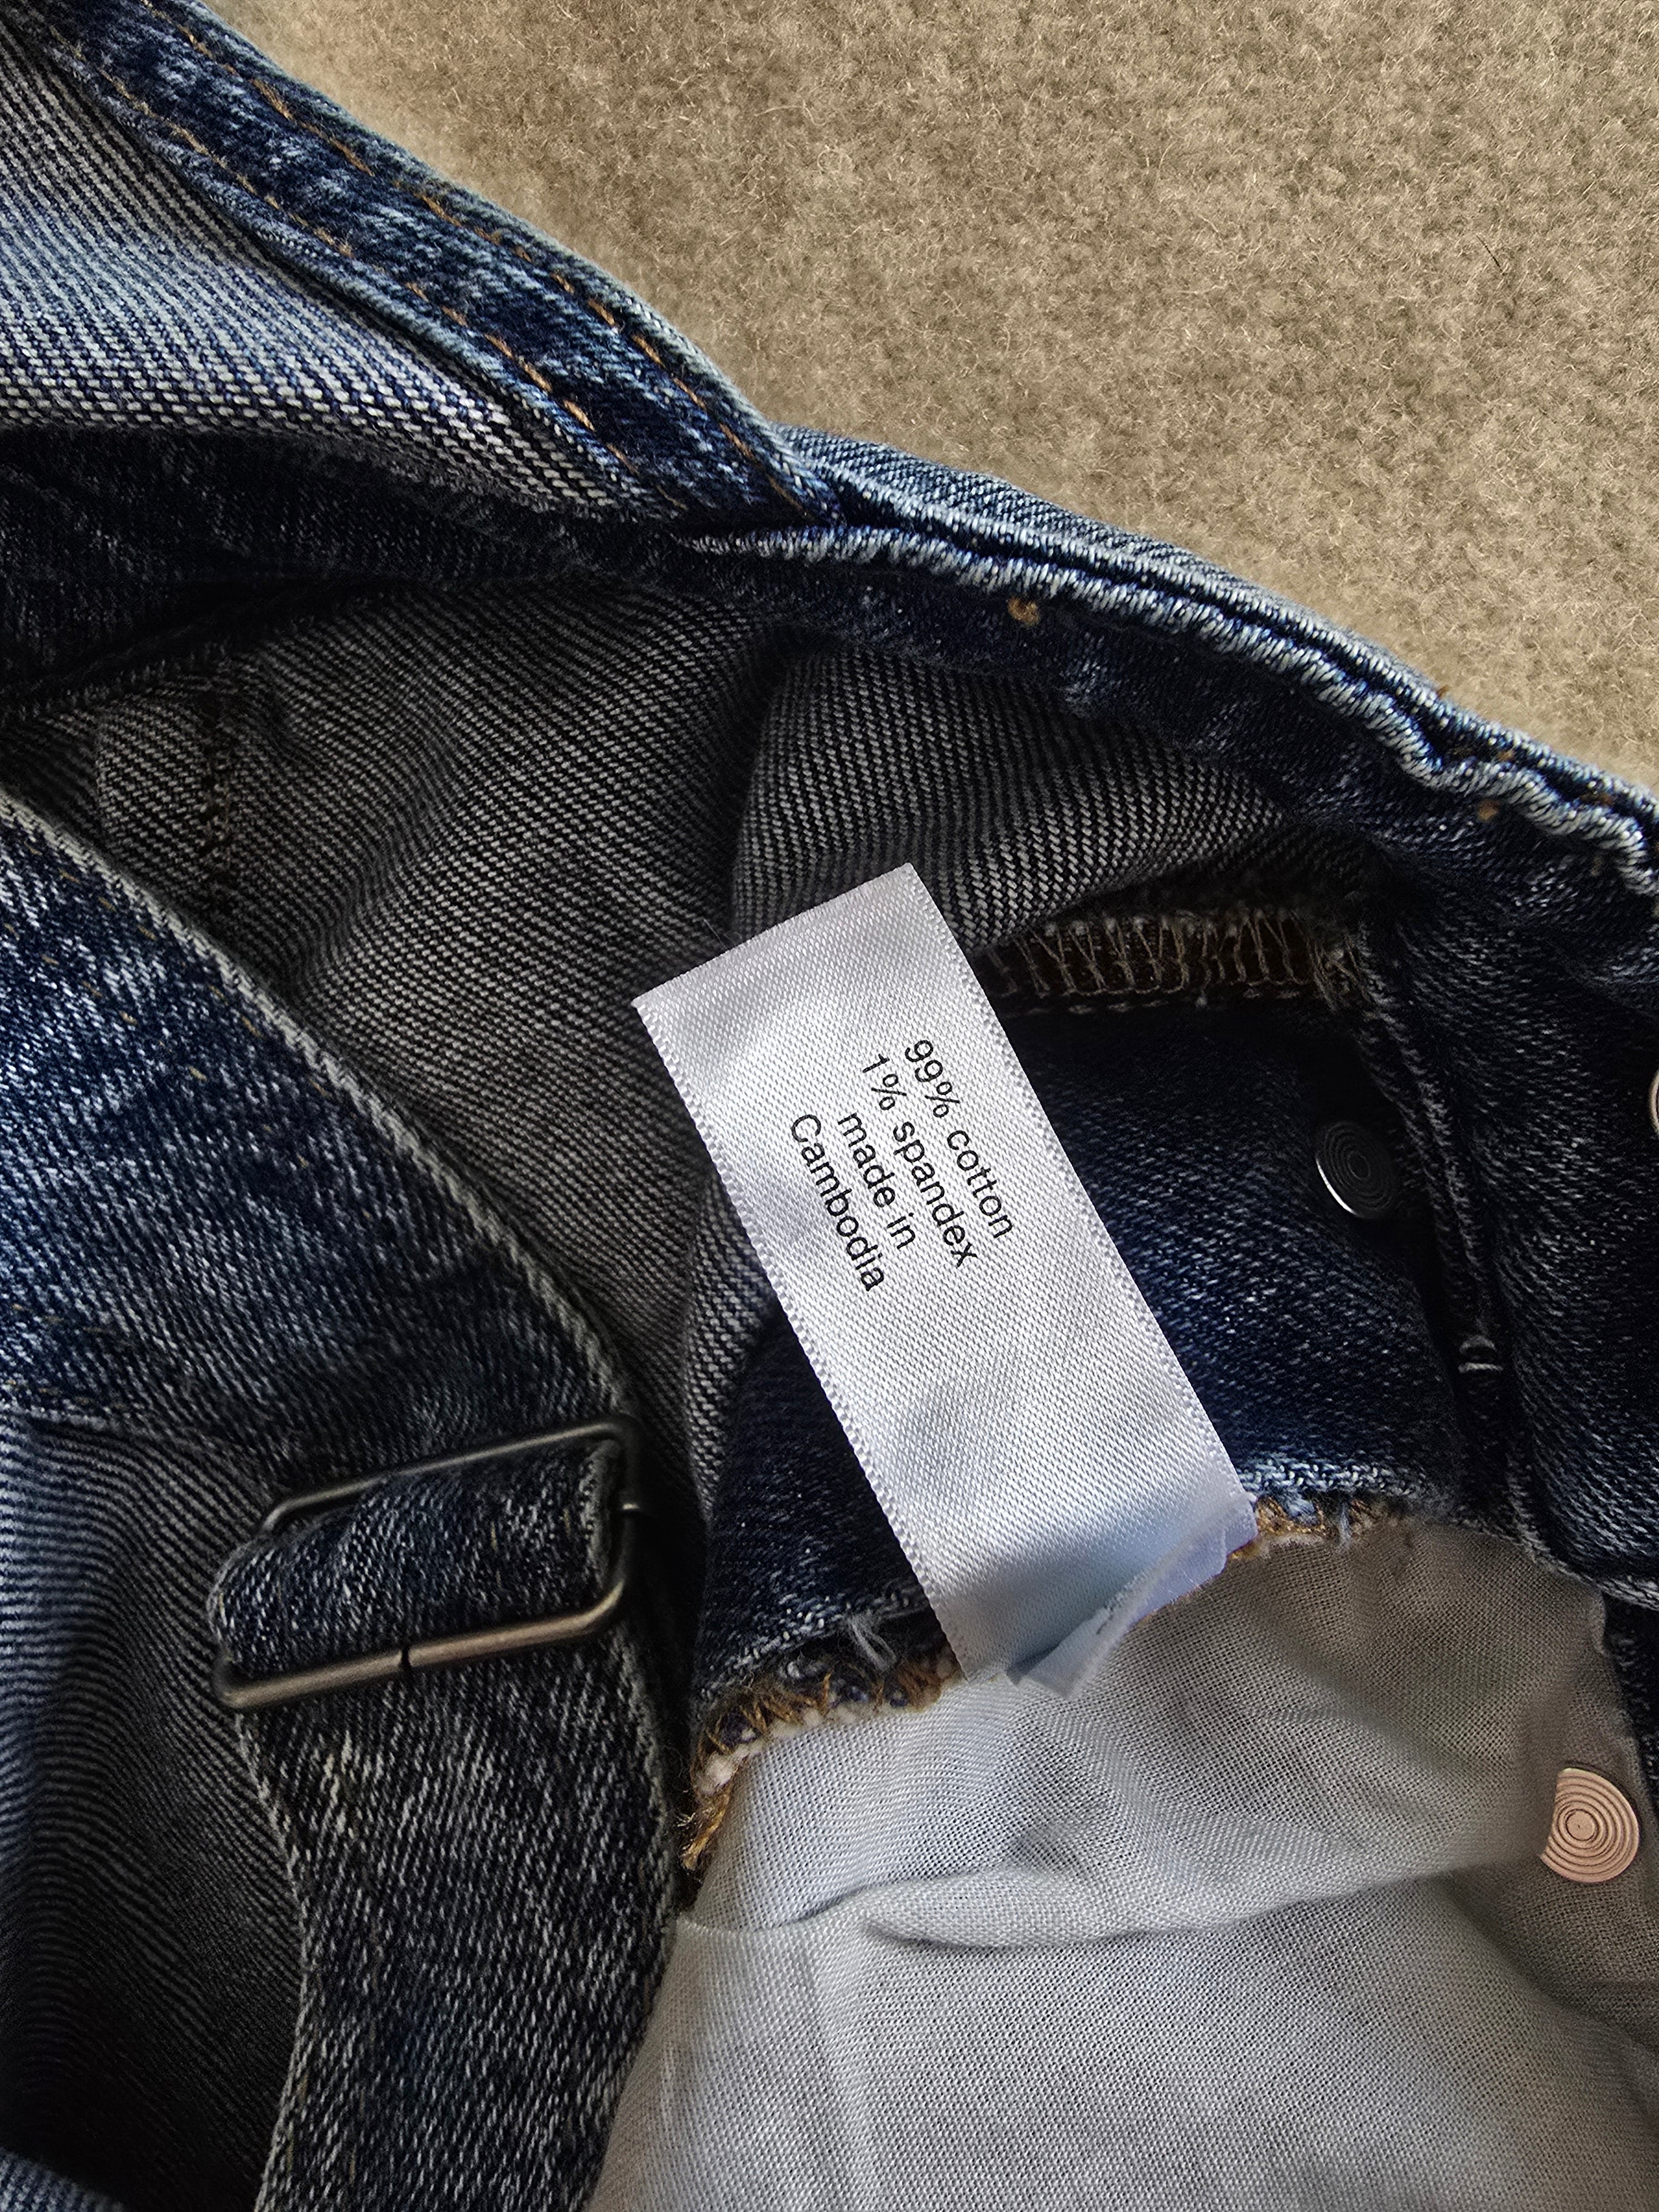 99% cotton
1% spandex
made in
Cambodia